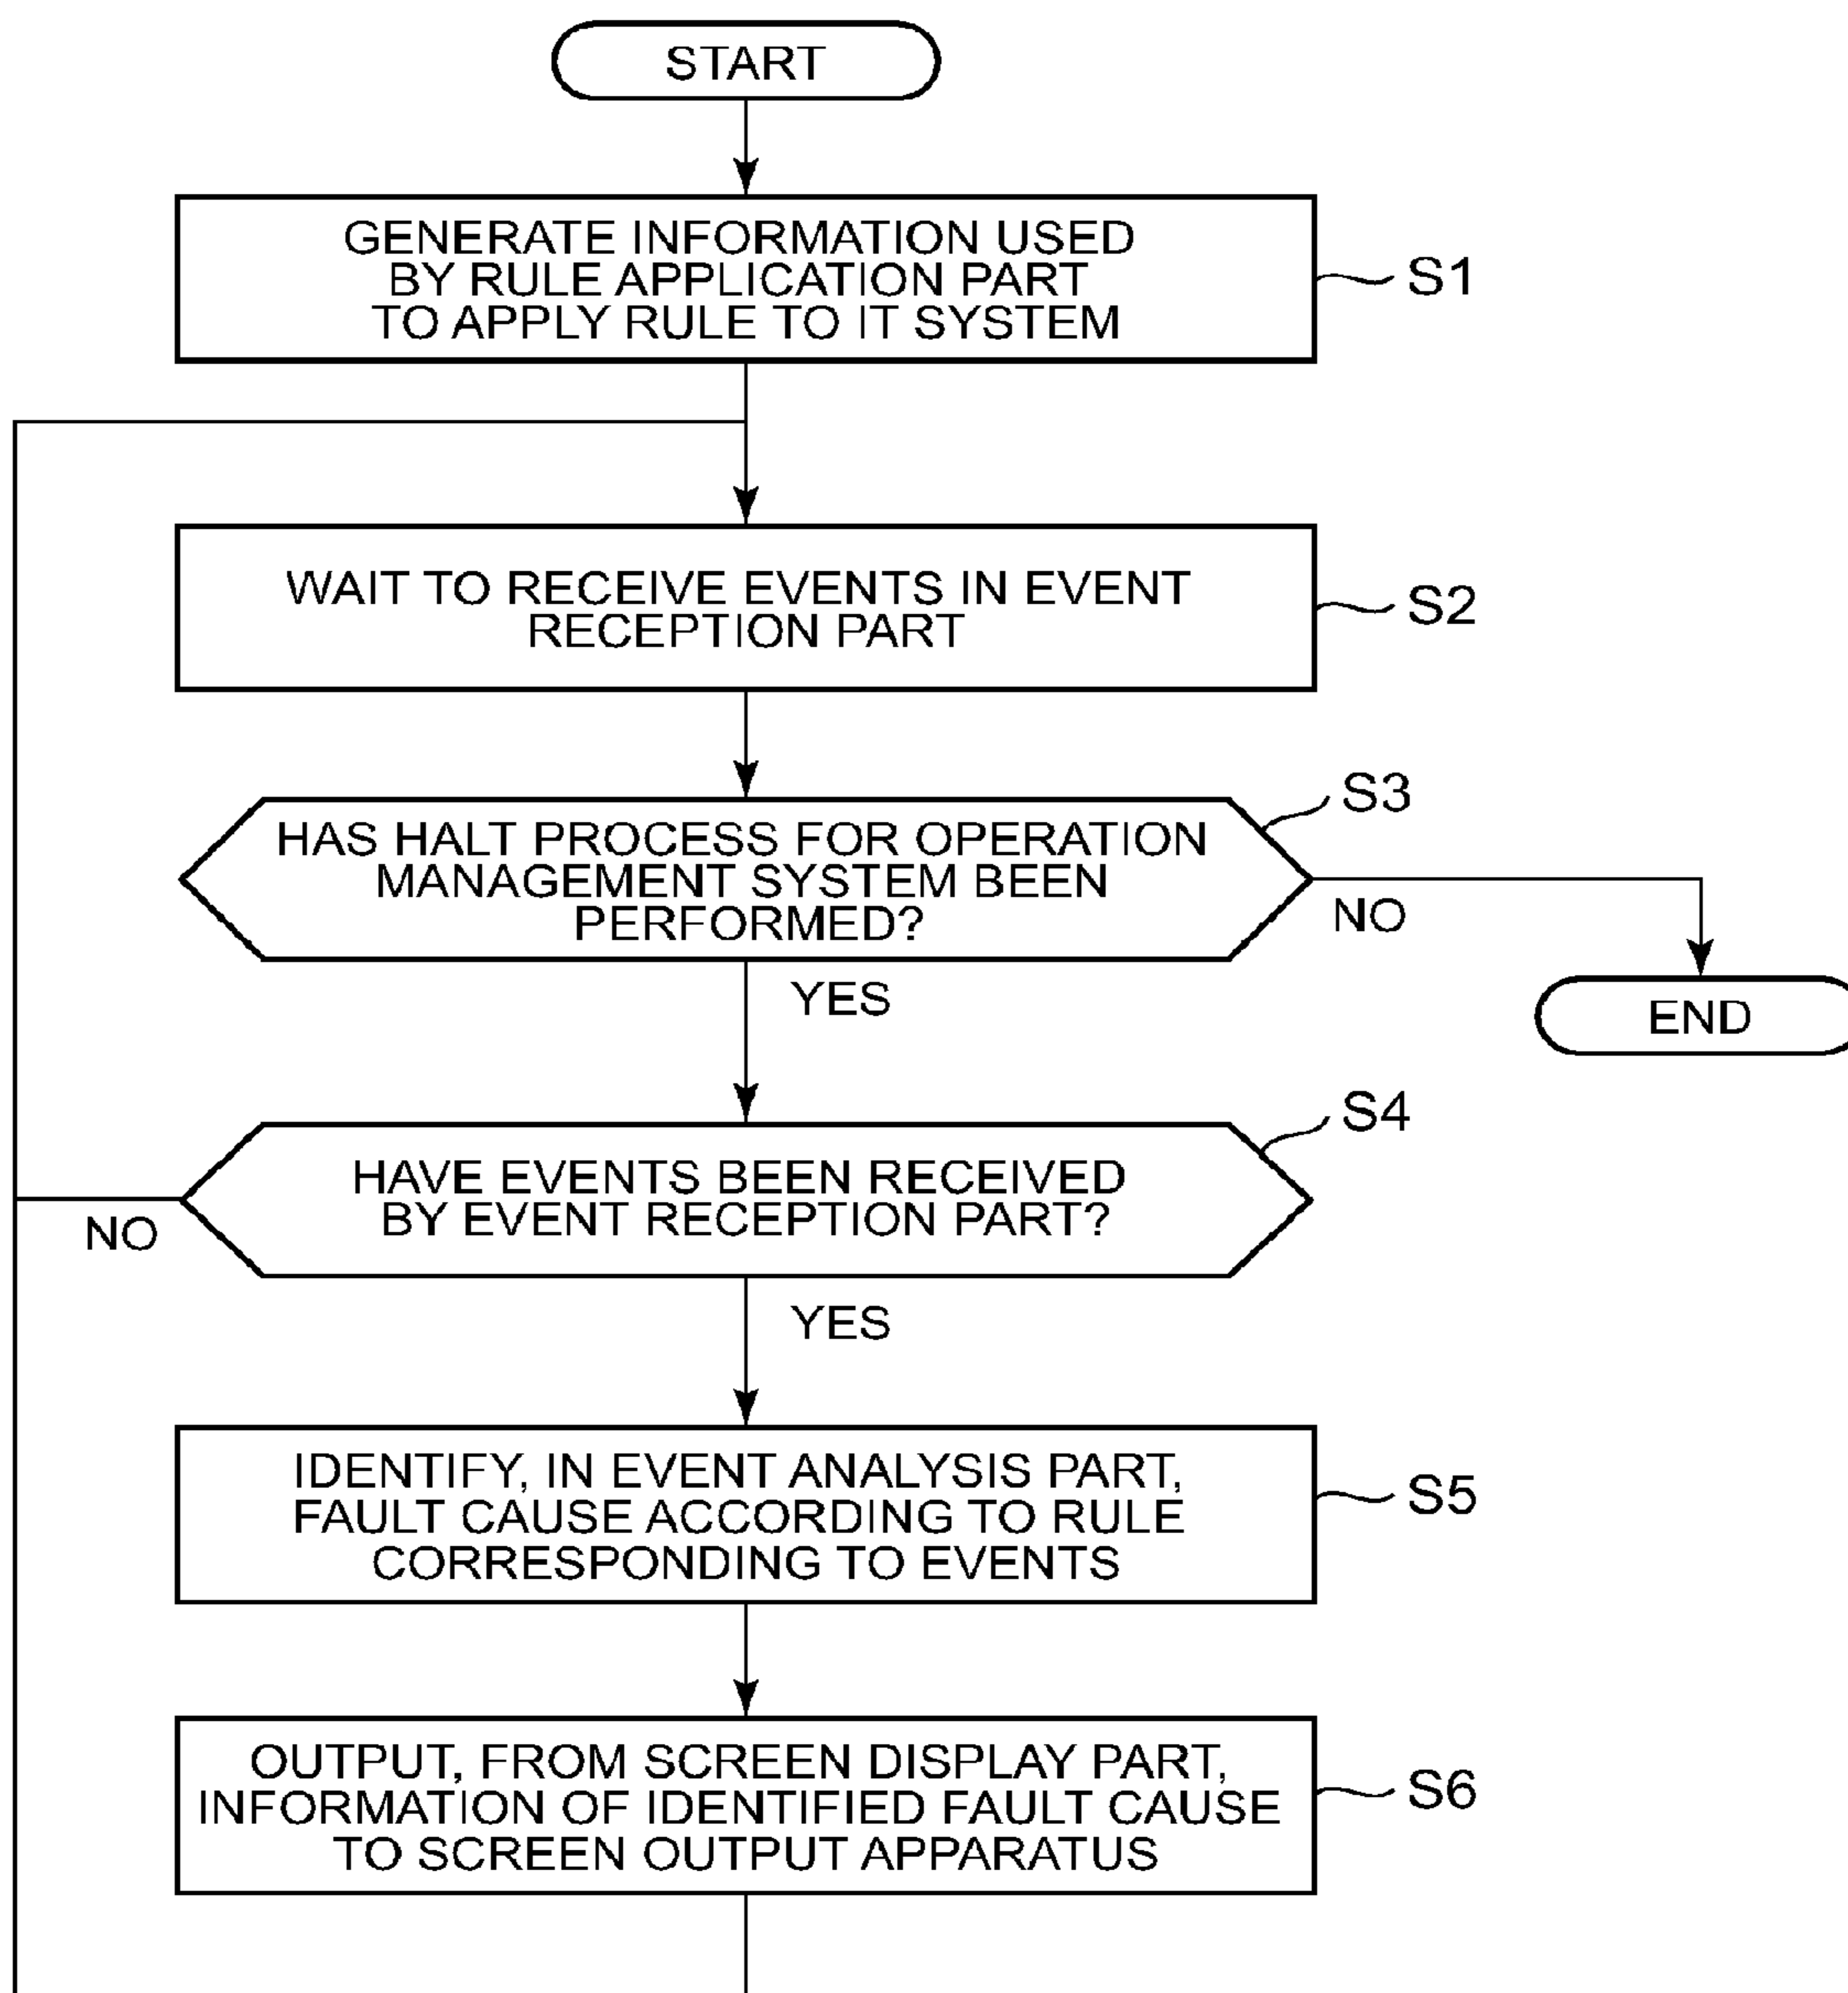 START
GENERATE INFORMATION USED
BY RULE APPLICATION PART
TO APPLY RULE TO IT SYSTEM
S1
WAIT TO RECEIVE EVENTS IN EVENT
RECEPTION PART
S2
S3
HAS HALT PROCESS FOR OPERATION
MANAGEMENT SYSTEM BEEN
PERFORMED?
NO
YES
END
S4
HAVE EVENTS BEEN RECEIVED
BY EVENT RECEPTION PART?
NO
YES
IDENTIFY, IN EVENT ANALYSIS PART,
FAULT CAUSE ACCORDING TO RULE
CORRESPONDING TO EVENTS
S5
OUTPUT, FROM SCREEN DISPLAY PART,
INFORMATION OF IDENTIFIED FAULT CAUSE
TO SCREEN OUTPUT APPARATUS
S6